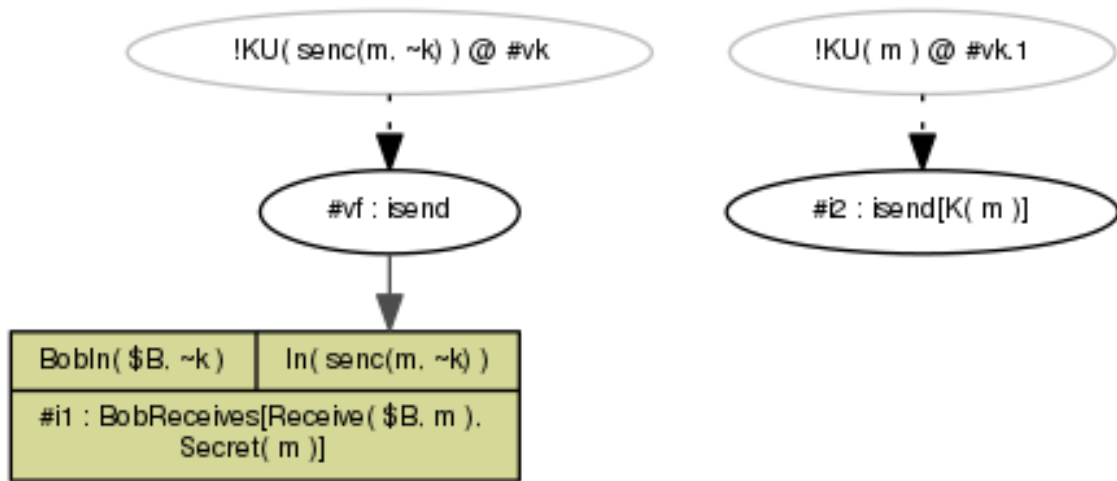 !KU( senc(m, ~k) ) @ #vk
!KU( m ) @ #vk.1
#vf : isend
#i2 : isend[K( m )]
BobIn( $B, ~k )
In( senc(m, ~k) )
#i1 : BobReceives[Receive( $B, m ),
Secret( m )]